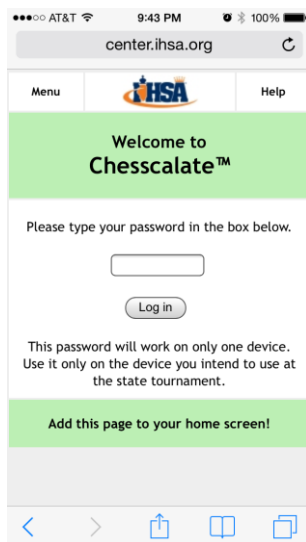 AT&T 9:43 PM 100%
center.ihsa.org
Menu IHSA Help
Welcome to
Chesscalate™
Please type your password in the box below.
Log in
This password will work on only one device.
Use it only on the device you intend to use at
the state tournament.
Add this page to your home screen!